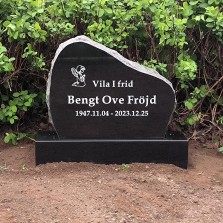 Vila I frid
Bengt Ove Fröjd
1947.11.04 - 2023.12.25